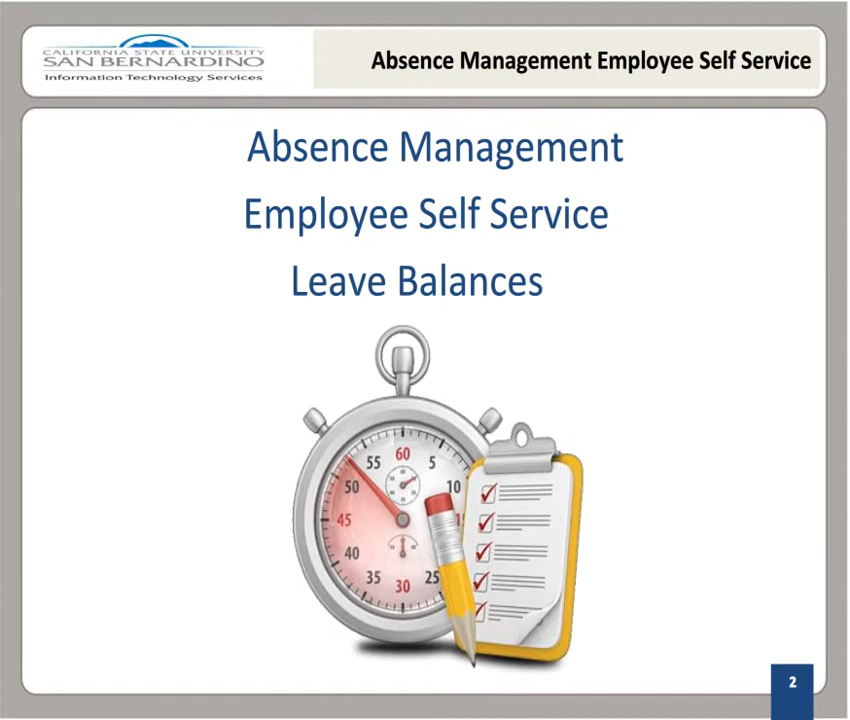 CALIFORNIA STATE UNIVERSITY
SAN BERNARDINO
Information Technology Services
Absence Management Employee Self Service
Absence Management
Employee Self Service
Leave Balances
60
55
5
50
10
45
40
35
25
30
2